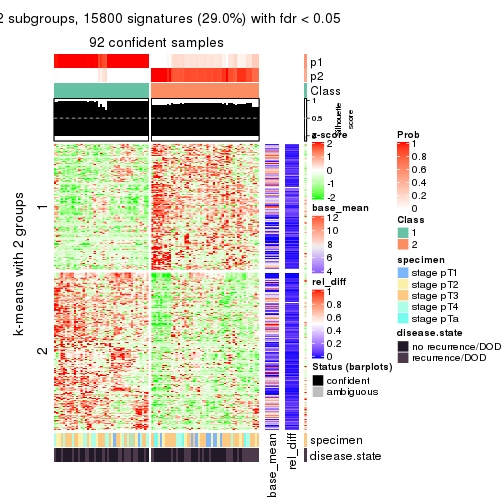 2 subgroups, 15800 signatures (29.0%) with fdr < 0.05
92 confident samples
p1
p2
Class
1
0.5
0
Silhouette
score
k-means with 2 groups
1
2
z-score
2
1
0
-1
-2
base_mean
12
10
8
6
4
rel_diff
1
0.8
0.6
0.4
0.2
0
Status (barplots)
confident
ambiguous
Prob
1
0.8
0.6
0.4
0.2
0
Class
1
2
specimen
stage pT1
stage pT2
stage pT3
stage pT4
stage pTa
disease.state
no recurrence/DOD
recurrence/DOD
specimen
disease.state
base_mean
rel_diff